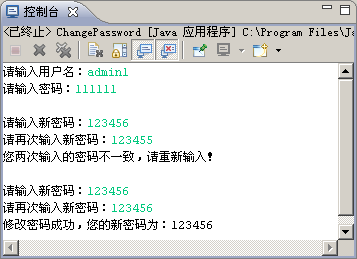 控制台
<已终止> ChangePassword [Java 应用程序] C:\Program Files\Ja
请输入用户名：admin1
请输入密码：111111
请输入新密码：123456
请再次输入新密码：123455
您两次输入的密码不一致，请重新输入！
请输入新密码：123456
请再次输入新密码：123456
修改密码成功，您的新密码为：123456